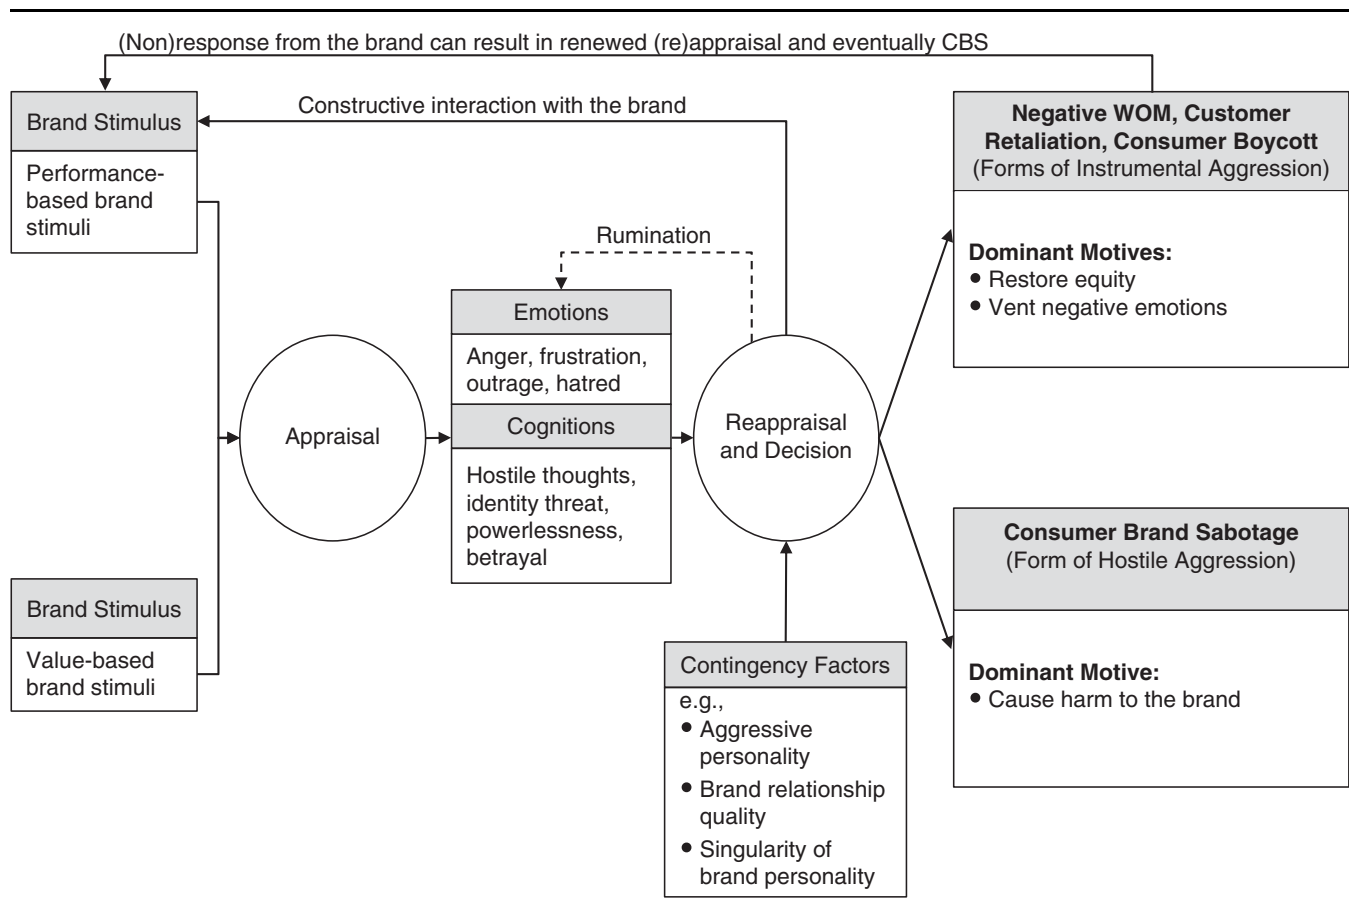 (Non)response from the brand can result in renewed (re)appraisal and eventually CBS
Constructive interaction with the brand
Brand Stimulus
Performance-
based brand
stimuli
Rumination
Emotions
Anger, frustration,
outrage, hatred
Cognitions
Hostile thoughts,
identity threat,
powerlessness,
betrayal
Appraisal
Reappraisal
and Decision
Brand Stimulus
Value-based
brand stimuli
Contingency Factors
e.g.,
● Aggressive
personality
● Brand relationship
quality
● Singularity of
brand personality
Negative WOM, Customer
Retaliation, Consumer Boycott
(Forms of Instrumental Aggression)
Dominant Motives:
● Restore equity
● Vent negative emotions
Consumer Brand Sabotage
(Form of Hostile Aggression)
Dominant Motive:
● Cause harm to the brand